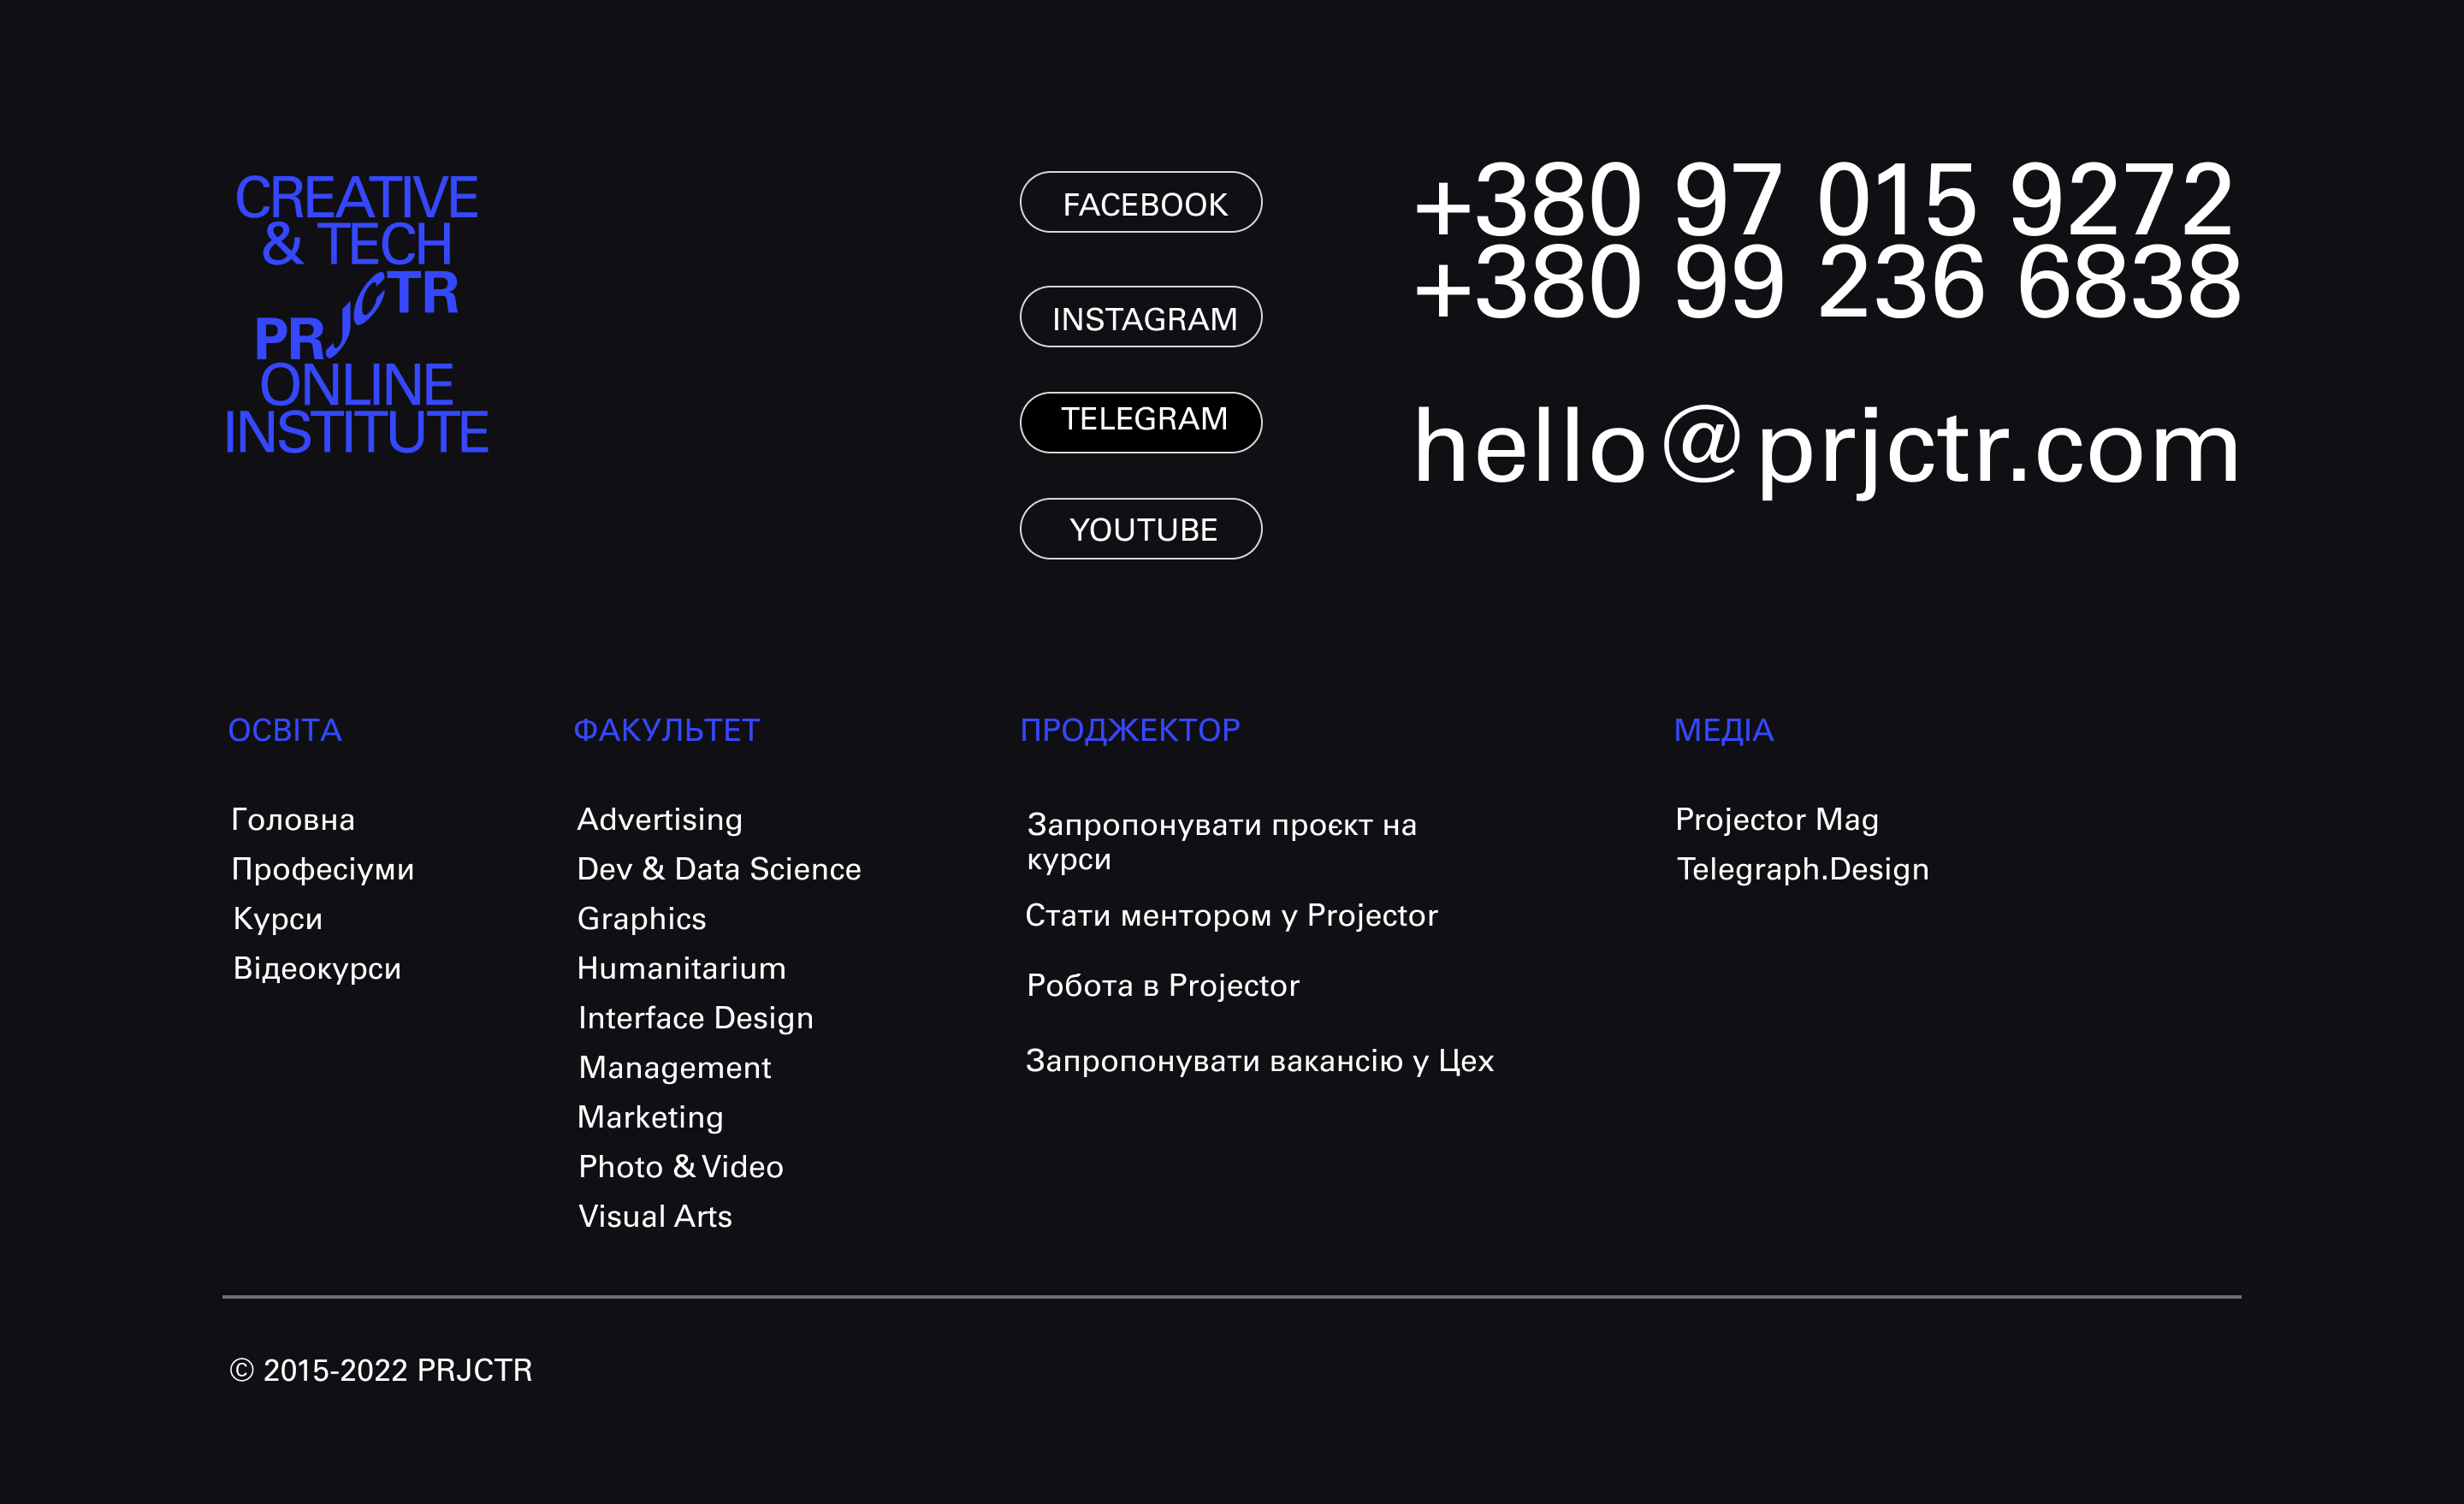 CREATIVE
& TECH
PRJCTR
ONLINE
INSTITUTE
FACEBOOK
INSTAGRAM
TELEGRAM
YOUTUBE
+380 97 015 9272
+380 99 236 6838
hello@prjctr.com
ОСВІТА
Головна
Професіуми
Курси
Відеокурси
ФАКУЛЬТЕТ
Advertising
Dev & Data Science
Graphics
Humanitarium
Interface Design
Management
Marketing
Photo & Video
Visual Arts
ПРОДЖЕКТОР
Запропонувати проєкт на
курси
Стати ментором у Projector
Робота в Projector
Запропонувати вакансію у Цех
МЕДІА
Projector Mag
Telegraph.Design
© 2015-2022 PRJCTR